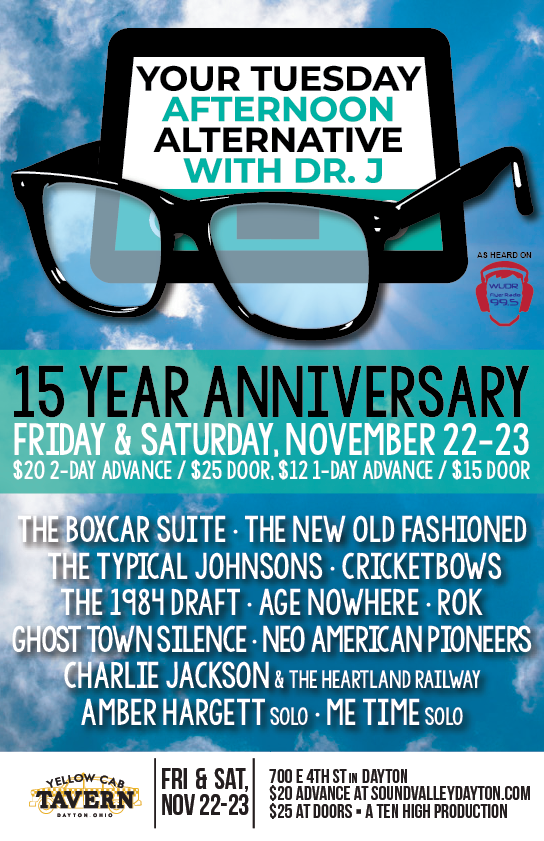 YOUR TUESDAY
AFTERNOON
ALTERNATIVE
WITH DR. J
AS HEARD ON
WUDR
Flyer Radio
99.5
15 YEAR ANNIVERSARY
FRIDAY & SATURDAY, NOVEMBER 22-23
$20 2-DAY ADVANCE / $25 DOOR, $12 1-DAY ADVANCE / $15 DOOR
THE BOXCAR SUITE · THE NEW OLD FASHIONED
THE TYPICAL JOHNSONS · CRICKETBOWS
THE 1984 DRAFT · AGE NOWHERE · ROK
GHOST TOWN SILENCE · NEO AMERICAN PIONEERS
CHARLIE JACKSON & THE HEARTLAND RAILWAY
AMBER HARGETT SOLO · ME TIME SOLO
YELLOW CAB
TAVERN
DAYTON OHIO
FRI & SAT,
NOV 22-23
700 E 4TH ST IN DAYTON
$20 ADVANCE AT SOUNDVALLEYDAYTON.COM
$25 AT DOORS ▪ A TEN HIGH PRODUCTION